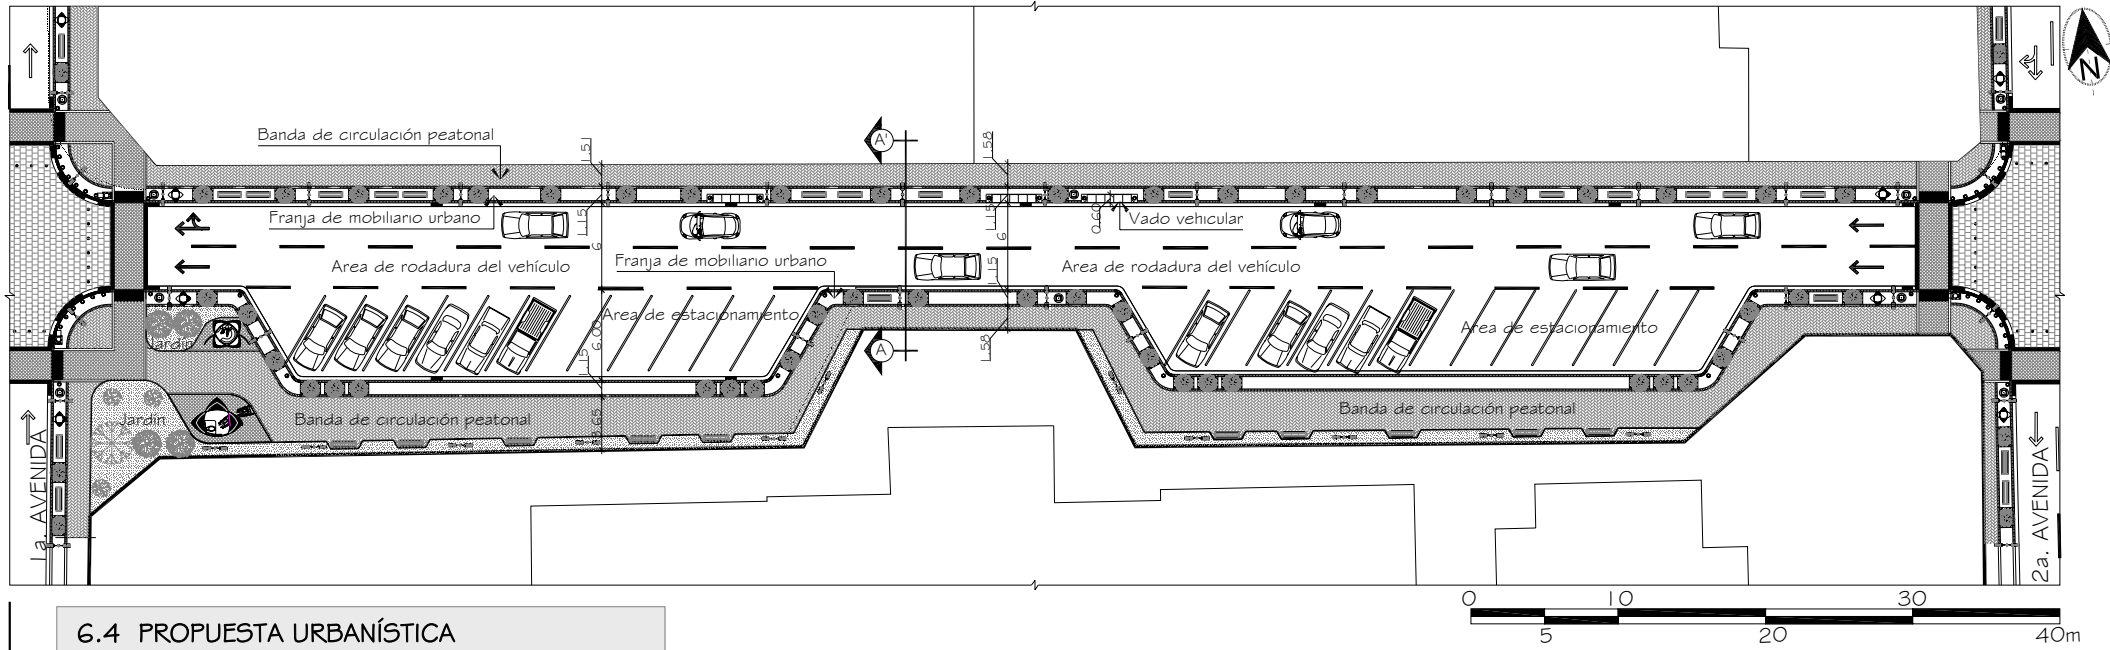 N
Banda de circulación peatonal
A'
1.51
1.58
Franja de mobiliario urbano
1.15
1.15
0.60
Vado vehicular
6
6
Franja de mobiliario urbano
Area de rodadura del vehículo
Area de rodadura del vehículo
1.15
Area de estacionamiento
Area de estacionamiento
6.00
Jardín
A
1.58
1.15
Banda de circulación peatonal
Banda de circulación peatonal
3.65
Jardín
1a. AVENIDA
2a. AVENIDA
0 10 30
5 20 40m
6.4 PROPUESTA URBANÍSTICA